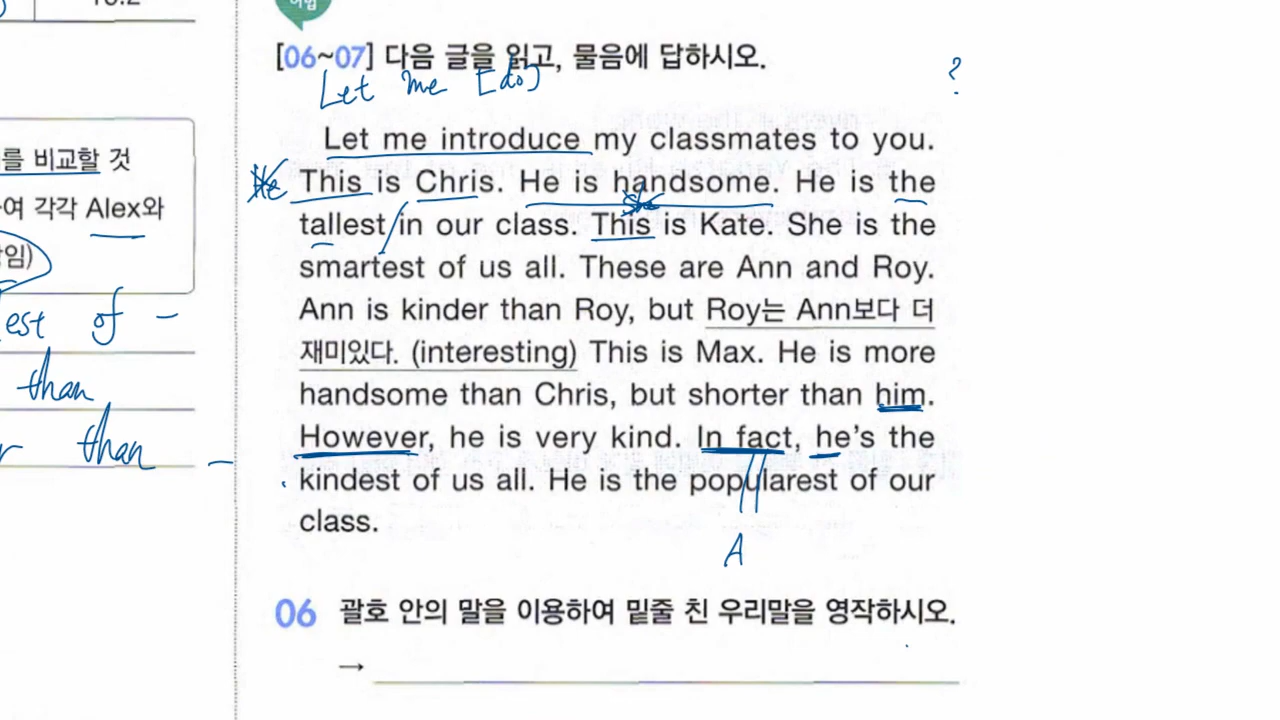 어법
10.2
[06~07] 다음 글을 읽고, 물음에 답하시오.
Let me [do]
?
Let me introduce my classmates to you.
He This is Chris. He is handsome. He is the
she
tallest in our class. This is Kate. She is the
smartest of us all. These are Ann and Roy.
Ann is kinder than Roy, but Roy는 Ann보다 더
재미있다. (interesting) This is Max. He is more
handsome than Chris, but shorter than him.
However, he is very kind. In fact, he's the
kindest of us all. He is the popularest of our
class.
A
06 괄호 안의 말을 이용하여 밑줄 친 우리말을 영작하시오.
→
를 비교할 것
여 각각 Alex와
임)
est of -
than
r than -